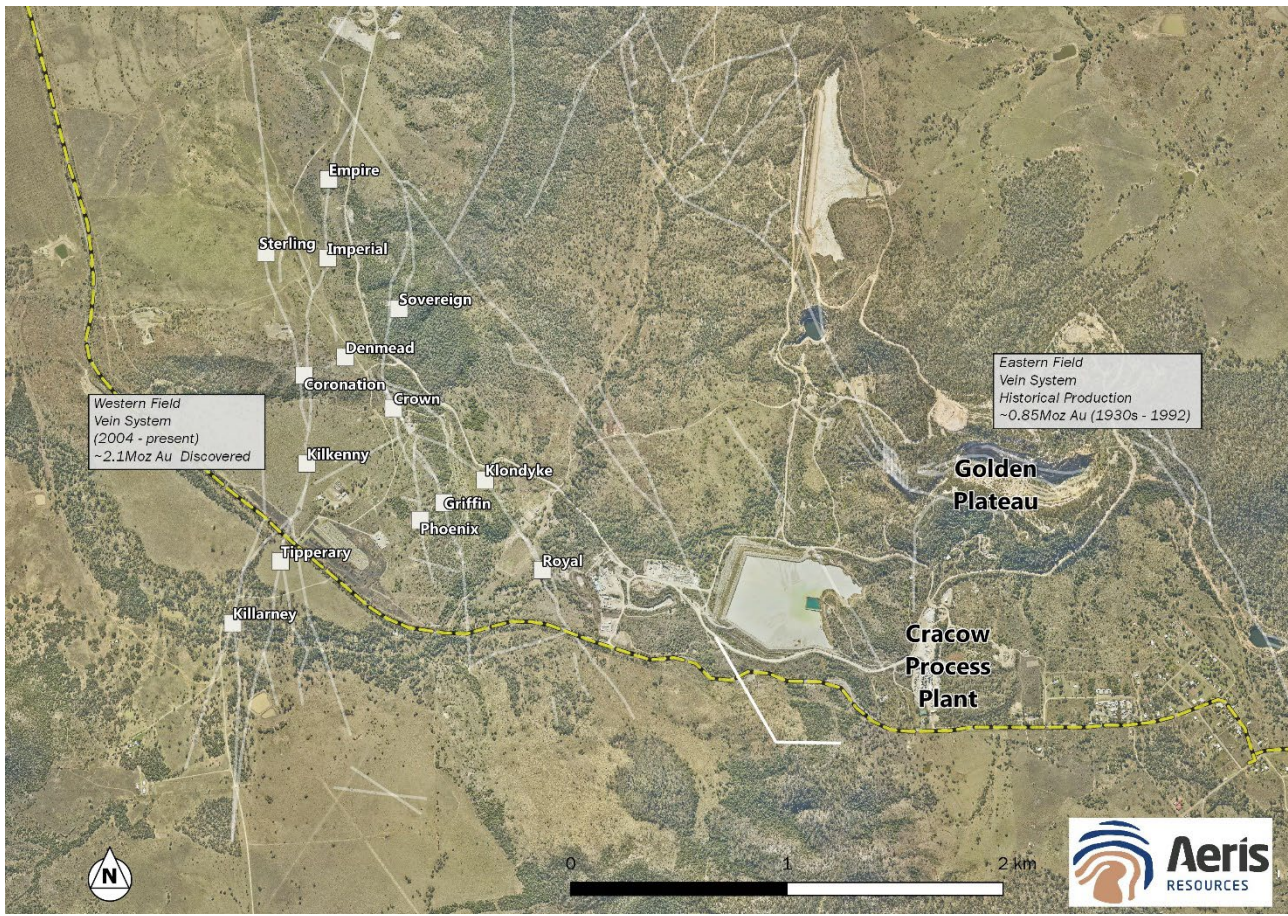 Empire
Sterling
Imperial
Sovereign
Denmead
Coronation
Crown
Western Field
Vein System
(2004 - present)
~2.1Moz Au Discovered
Eastern Field
Vein System
Historical Production
~0.85Moz Au (1930s - 1992)
Kilkenny
Klondyke
Griffin
Phoenix
Golden
Plateau
Tipperary
Royal
Killarney
Cracow
Process
Plant
N
0 1 2 km
Aeris
RESOURCES